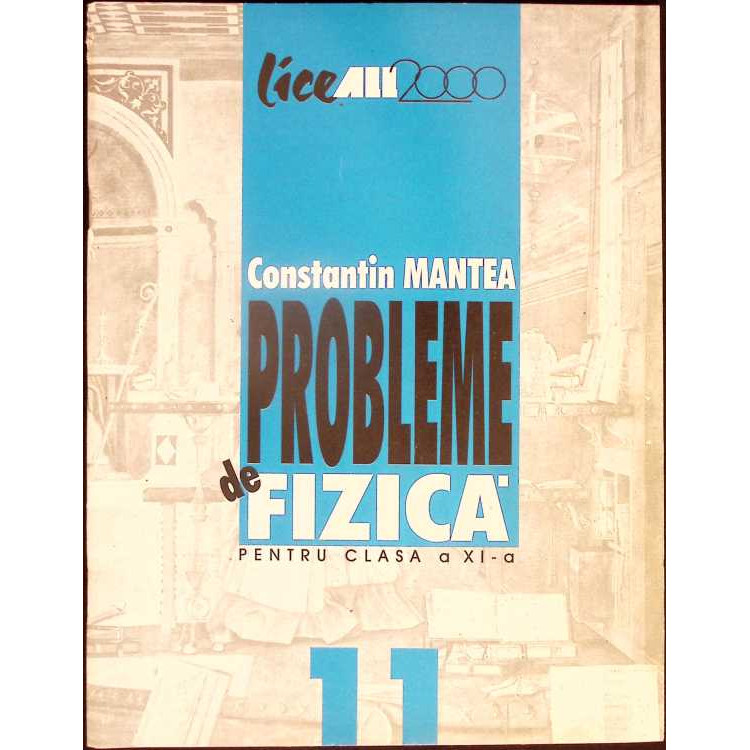 liceALL2000
Constantin MANTEA
PROBLEME
de
FIZICĂ
PENTRU CLASA a XI-a
11